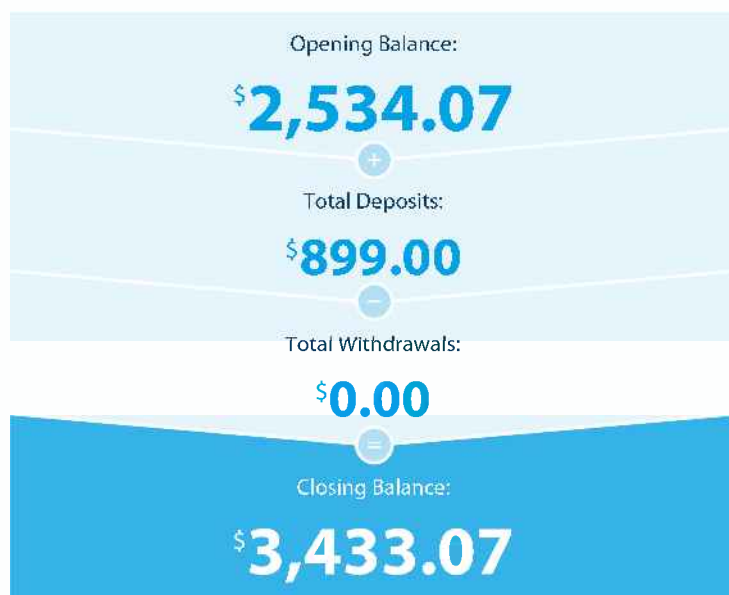 Opening Balance:
$2,534.07
+
Total Deposits:
$899.00
−
Total Withdrawals:
$0.00
=
Closing Balance:
$3,433.07